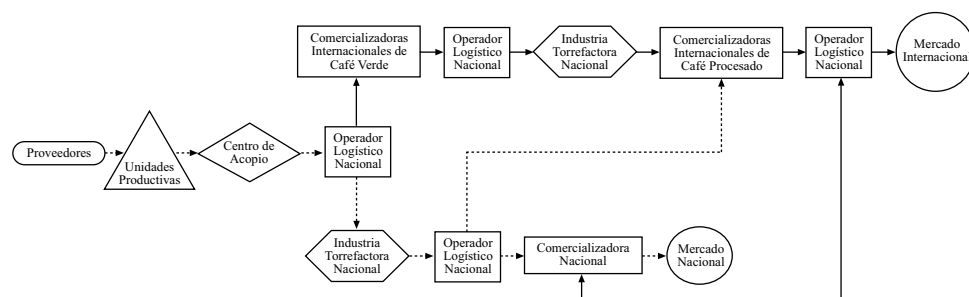 Comercializadoras
Internacionales de
Café Verde
Operador
Logístico
Nacional
Industria
Torrefactora
Nacional
Comercializadoras
Internacionales de
Café Procesado
Operador
Logístico
Nacional
Mercado
Internacional
Proveedores
Unidades
Productivas
Centro de
Acopio
Operador
Logístico
Nacional
Industria
Torrefactora
Nacional
Operador
Logístico
Nacional
Comercializadora
Nacional
Mercado
Nacional